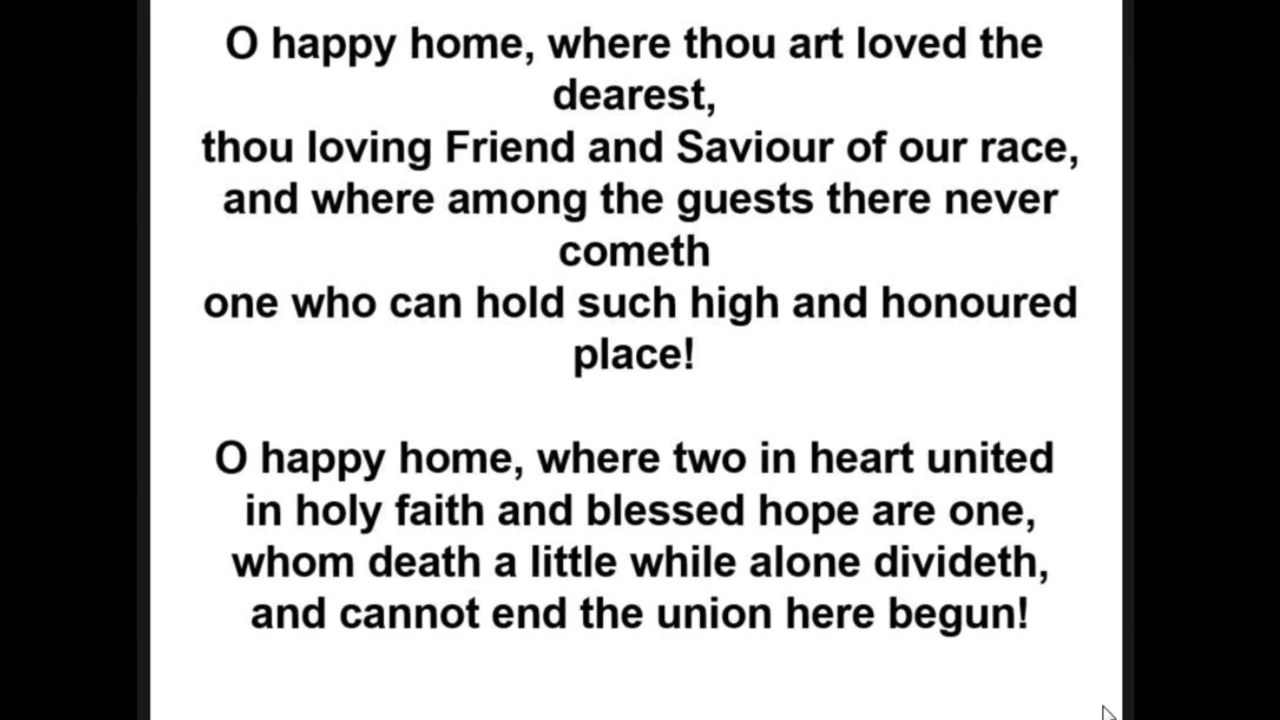 O happy home, where thou art loved the
dearest,
thou loving Friend and Saviour of our race,
and where among the guests there never
cometh
one who can hold such high and honoured
place!
O happy home, where two in heart united
in holy faith and blessed hope are one,
whom death a little while alone divideth,
and cannot end the union here begun!